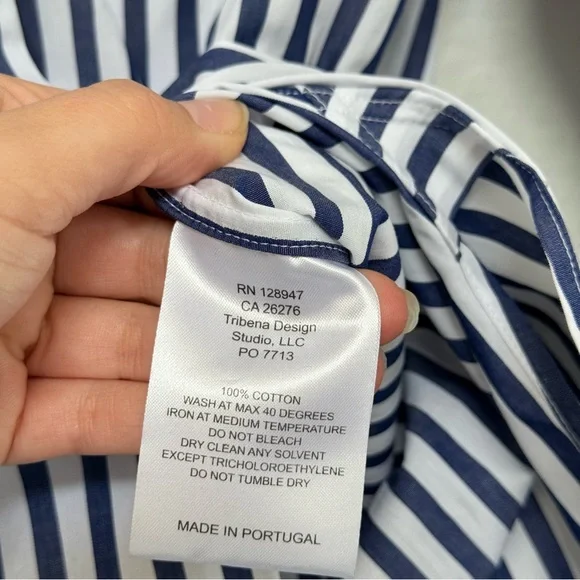 RN 128947
CA 26276
Tribena Design
Studio, LLC
PO 7713
100% COTTON
WASH AT MAX 40 DEGREES
IRON AT MEDIUM TEMPERATURE
DO NOT BLEACH
DRY CLEAN ANY SOLVENT
EXCEPT TRICHOLOROETHYLENE
DO NOT TUMBLE DRY
MADE IN PORTUGAL